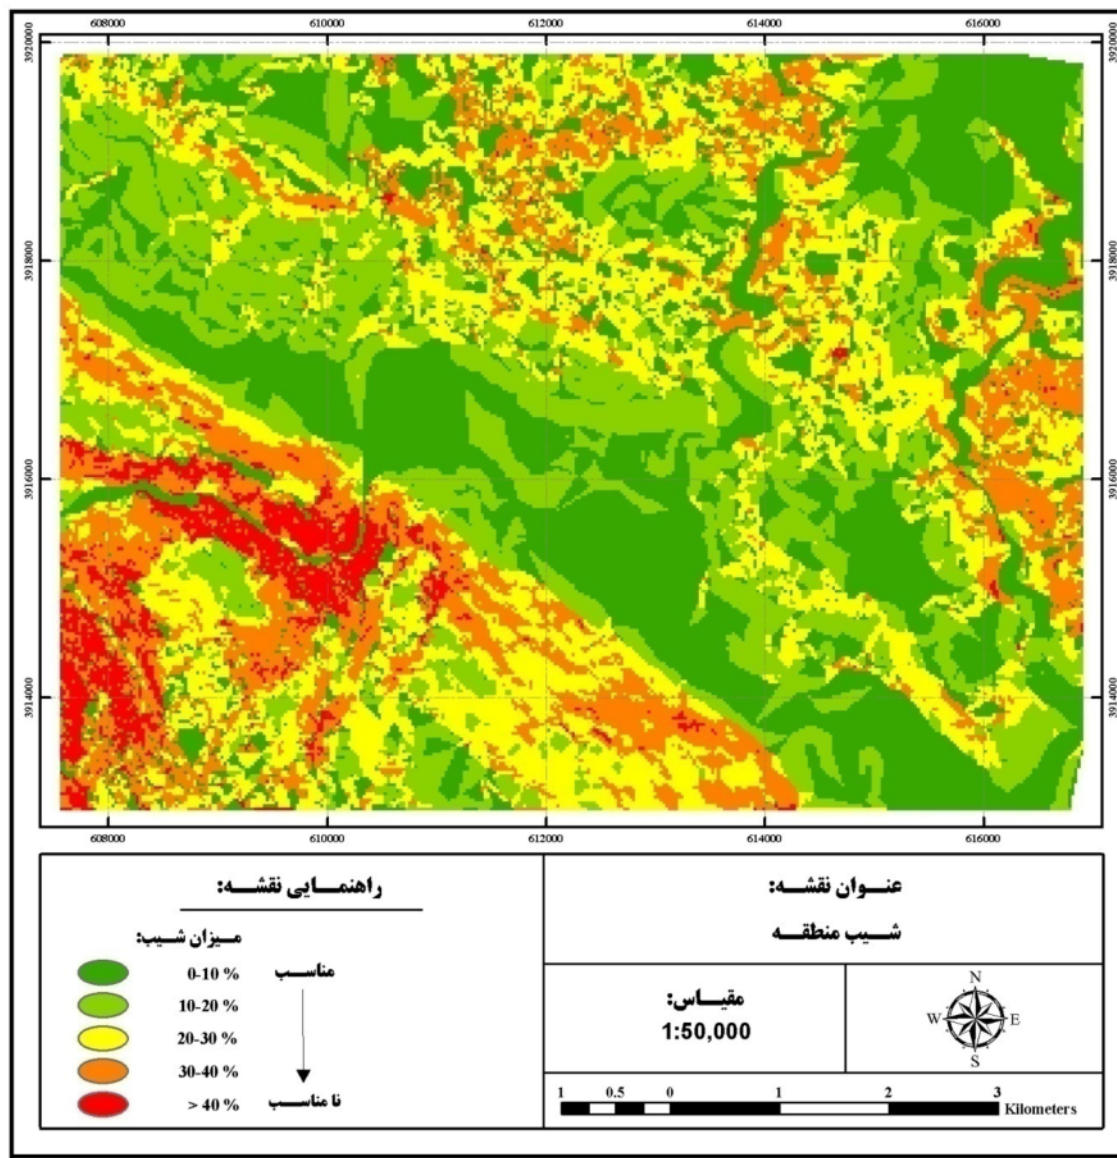 608000 610000 612000 614000 616000
3920000 3920000
3918000 3918000
3916000 3916000
3914000 3914000
608000 610000 612000 614000 616000
راهنمایی نقشه:
میزان شیب:
0-10 % مناسب
10-20 %
20-30 %
30-40 %
> 40 % نا مناسب
عنوان نقشه:
شیب منطقه
مقیاس:
1:50,000
N
W E
S
1 0.5 0 1 2 3
Kilometers